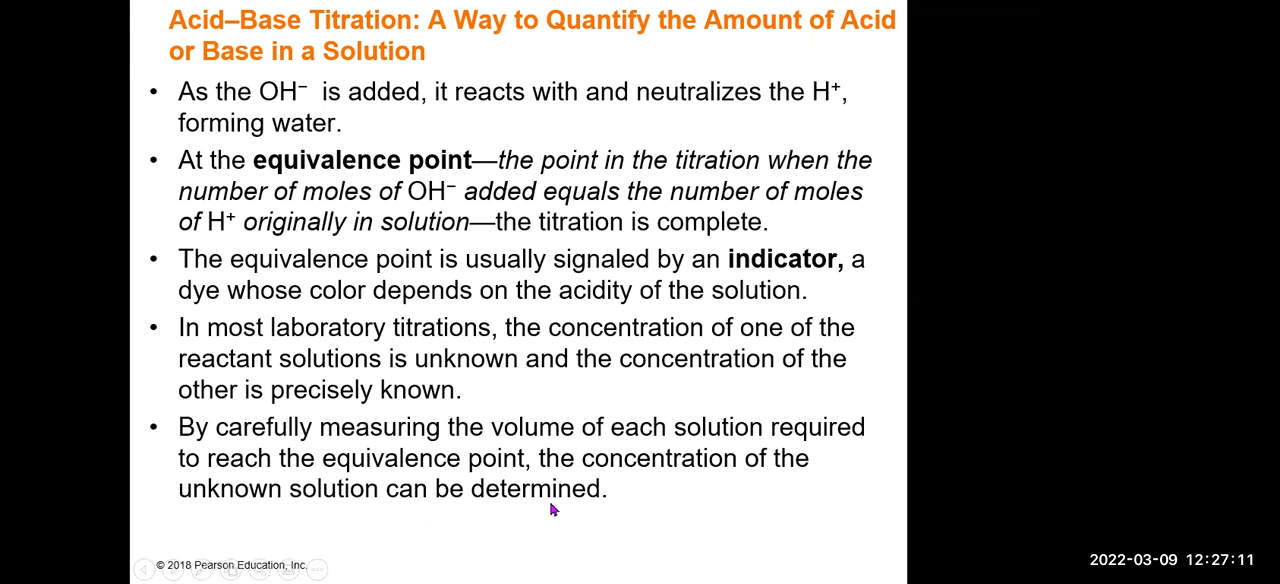 Acid–Base Titration: A Way to Quantify the Amount of Acid
or Base in a Solution
• As the OH⁻ is added, it reacts with and neutralizes the H⁺,
forming water.
• At the equivalence point—the point in the titration when the
number of moles of OH⁻ added equals the number of moles
of H⁺ originally in solution—the titration is complete.
• The equivalence point is usually signaled by an indicator, a
dye whose color depends on the acidity of the solution.
• In most laboratory titrations, the concentration of one of the
reactant solutions is unknown and the concentration of the
other is precisely known.
• By carefully measuring the volume of each solution required
to reach the equivalence point, the concentration of the
unknown solution can be determined.
© 2018 Pearson Education, Inc.
2022-03-09 12:27:11